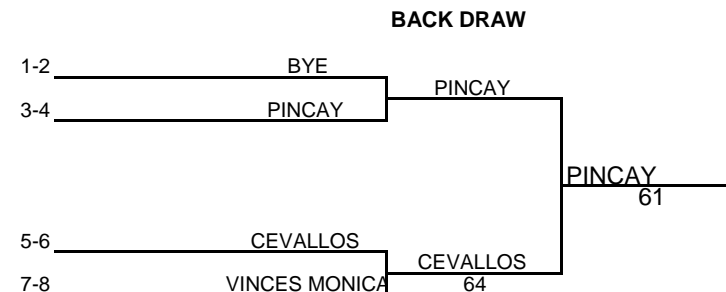 BACK DRAW
1-2 BYE
PINCAY
3-4 PINCAY
PINCAY
61
5-6 CEVALLOS
CEVALLOS
7-8 VINCES MONICA 64